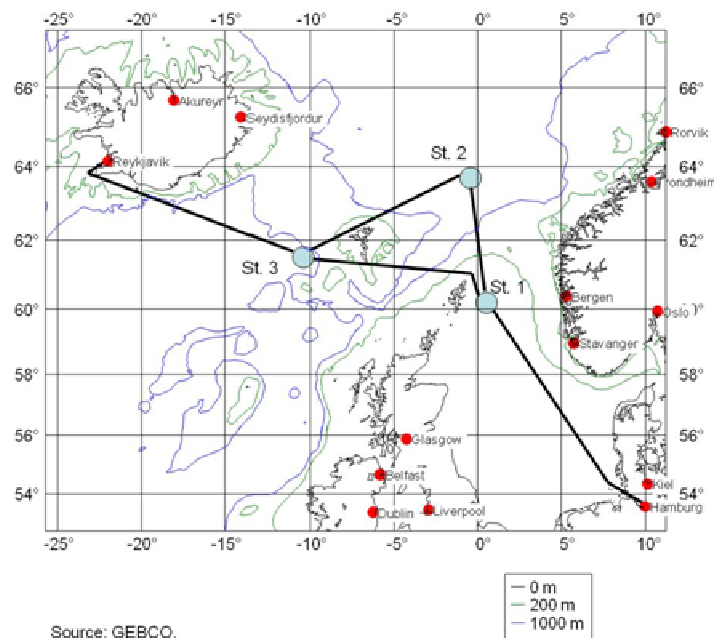 -25° -20° -15° -10° -5° 0° 5° 10° 11°
66° 66°
Akureyri
Seydisfjordur
Rorvik
64° Reykjavik 64°
St. 2
Trondheim
62° 62°
St. 3
St. 1
60° Bergen
Oslo
Stavanger
58° 58°
56° Glasgow 56°
Belfast
Kiel
54° 54°
Dublin Liverpool Hamburg
-25° -20° -15° -10° -5° 0° 5° 10° 11
0 m
200 m
1000 m
Source: GEBCO.